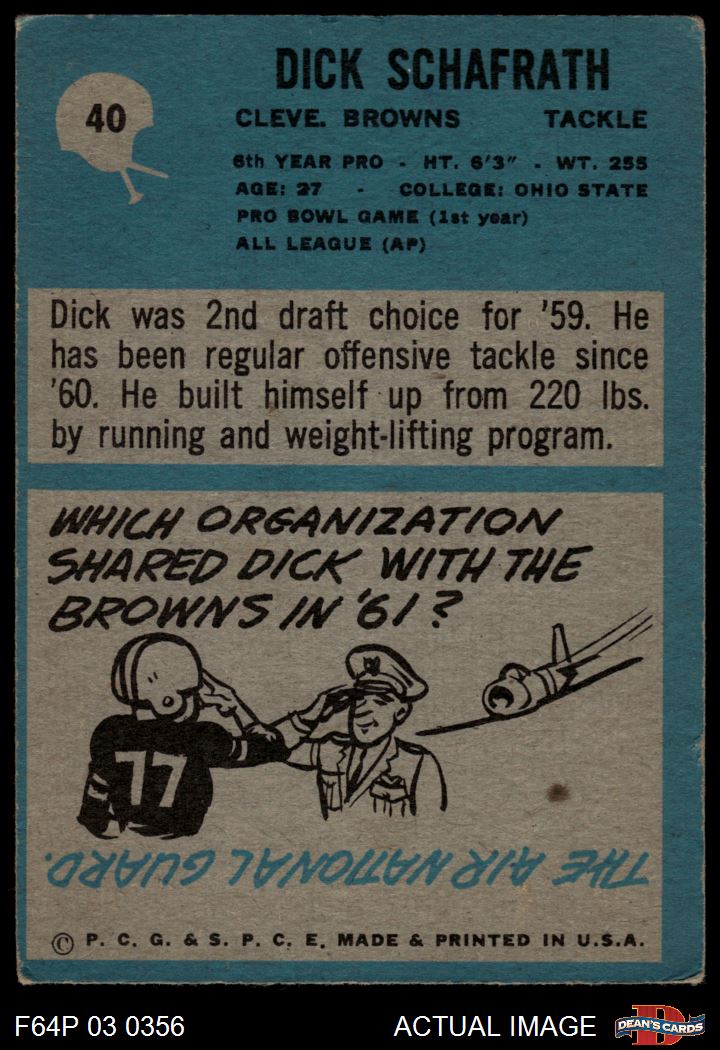 40
DICK SCHAFRATH
CLEVE. BROWNS TACKLE
6th YEAR PRO - HT. 6'3" - WT. 255
AGE: 27 - COLLEGE: OHIO STATE
PRO BOWL GAME (1st year)
ALL LEAGUE (AP)
Dick was 2nd draft choice for '59. He
has been regular offensive tackle since
'60. He built himself up from 220 lbs.
by running and weight-lifting program.
WHICH ORGANIZATION
SHARED DICK WITH THE
BROWNS IN '61?
77
THE AIR NATIONAL GUARD.
© P. C. G. & S. P. C. E. MADE & PRINTED IN U.S.A.
F64P 03 0356 ACTUAL IMAGE
D
DEAN'S CARDS